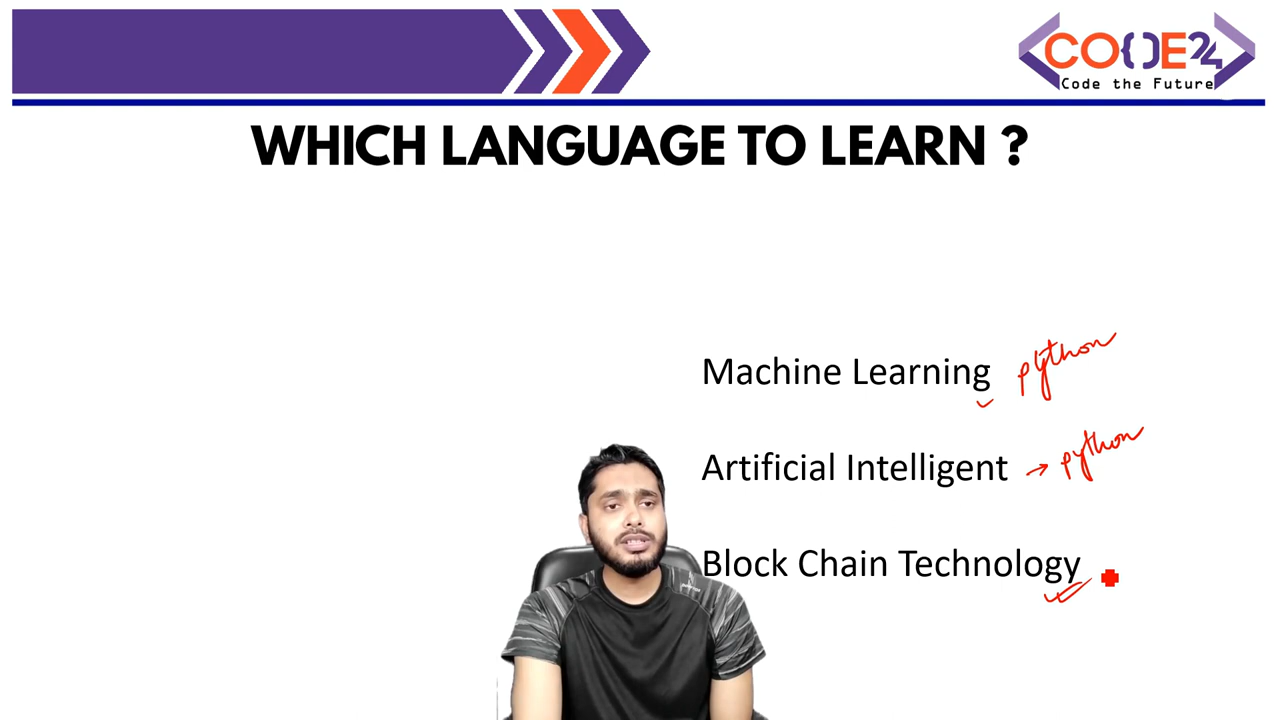 CO{}E24
Code the Future
WHICH LANGUAGE TO LEARN ?
Machine Learning python
Artificial Intelligent → python
Block Chain Technology